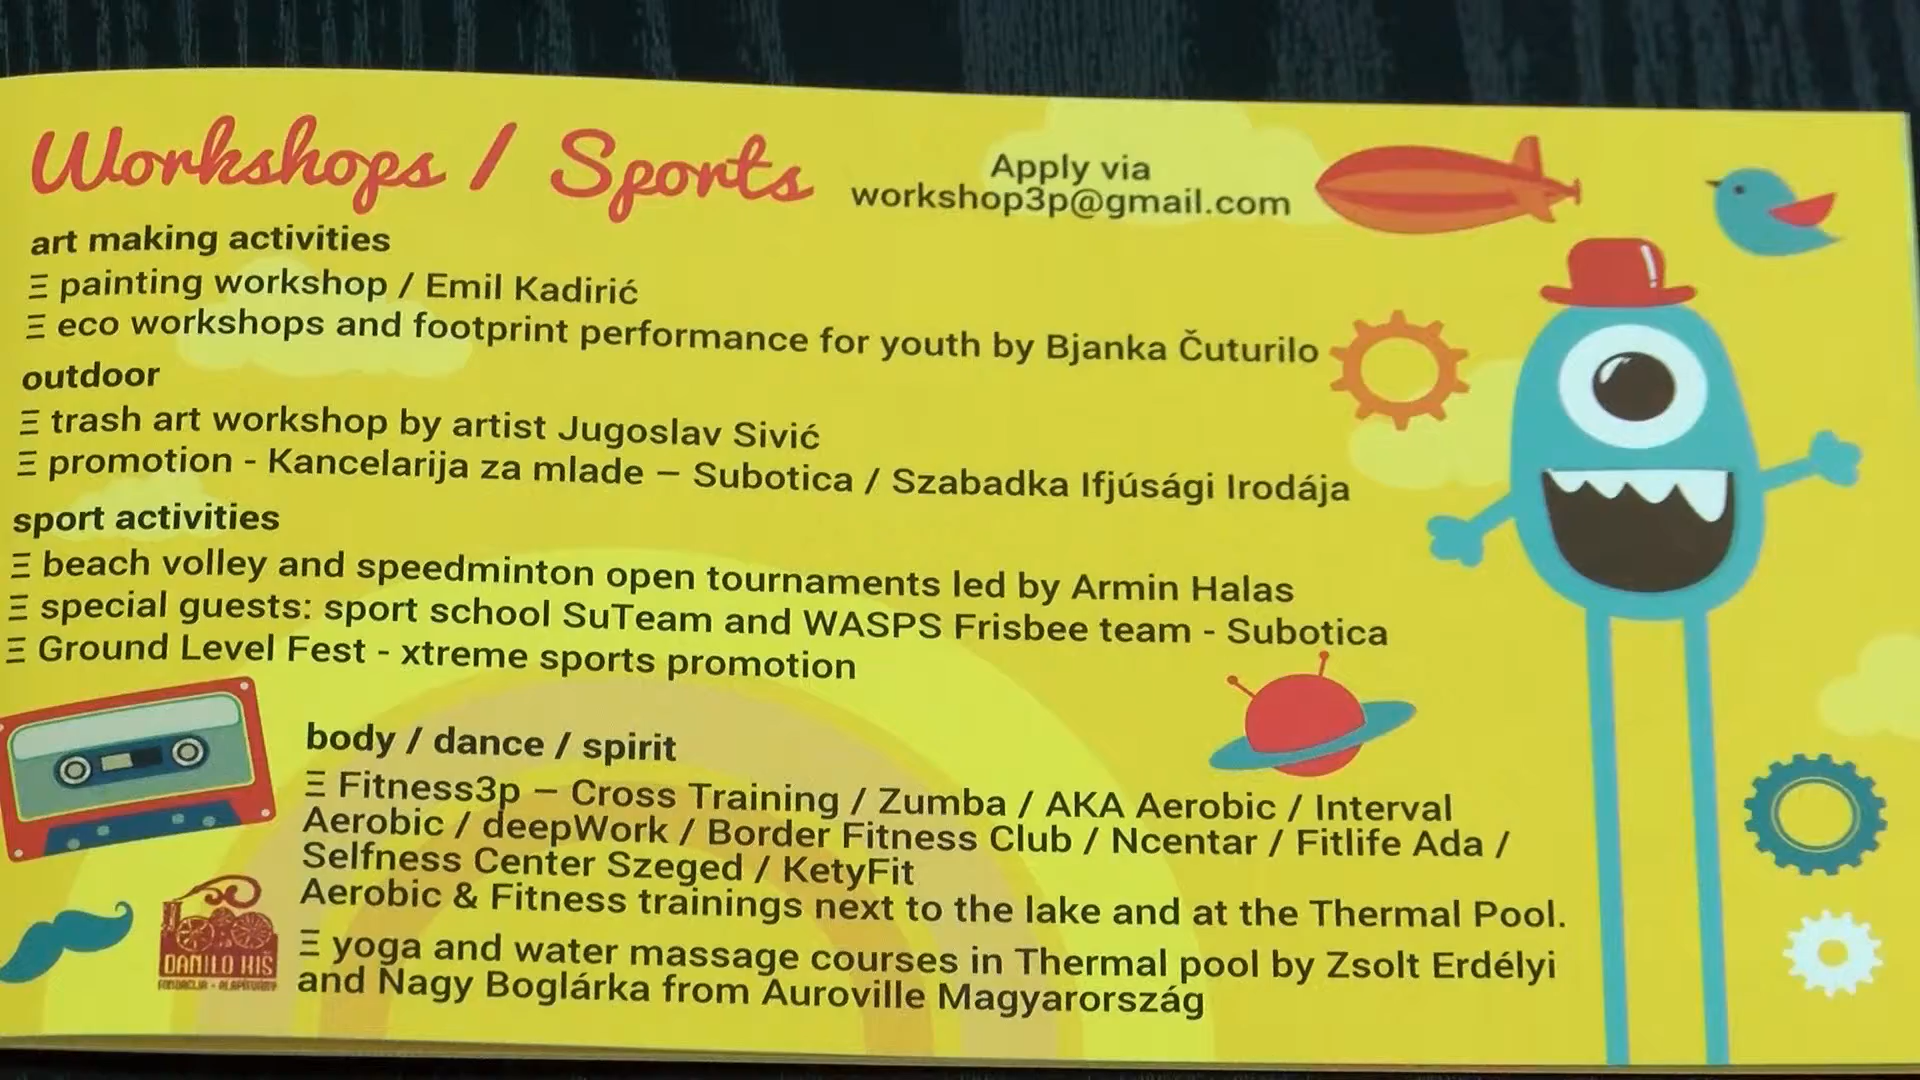 Workshops / Sports
Apply via
workshop3p@gmail.com
art making activities
Ξ painting workshop / Emil Kadirić
Ξ eco workshops and footprint performance for youth by Bjanka Čuturilo
outdoor
Ξ trash art workshop by artist Jugoslav Sivić
Ξ promotion - Kancelarija za mlade – Subotica / Szabadka Ifjúsági Irodája
sport activities
Ξ beach volley and speedminton open tournaments led by Armin Halas
Ξ special guests: sport school SuTeam and WASPS Frisbee team - Subotica
Ξ Ground Level Fest - xtreme sports promotion
body / dance / spirit
Ξ Fitness3p – Cross Training / Zumba / AKA Aerobic / Interval
Aerobic / deepWork / Border Fitness Club / Ncentar / Fitlife Ada /
Selfness Center Szeged / KetyFit
Aerobic & Fitness trainings next to the lake and at the Thermal Pool.
Ξ yoga and water massage courses in Thermal pool by Zsolt Erdélyi
and Nagy Boglárka from Auroville Magyarország
DANILO KIŠ
FONDACIJA - ALAPÍTVÁNY